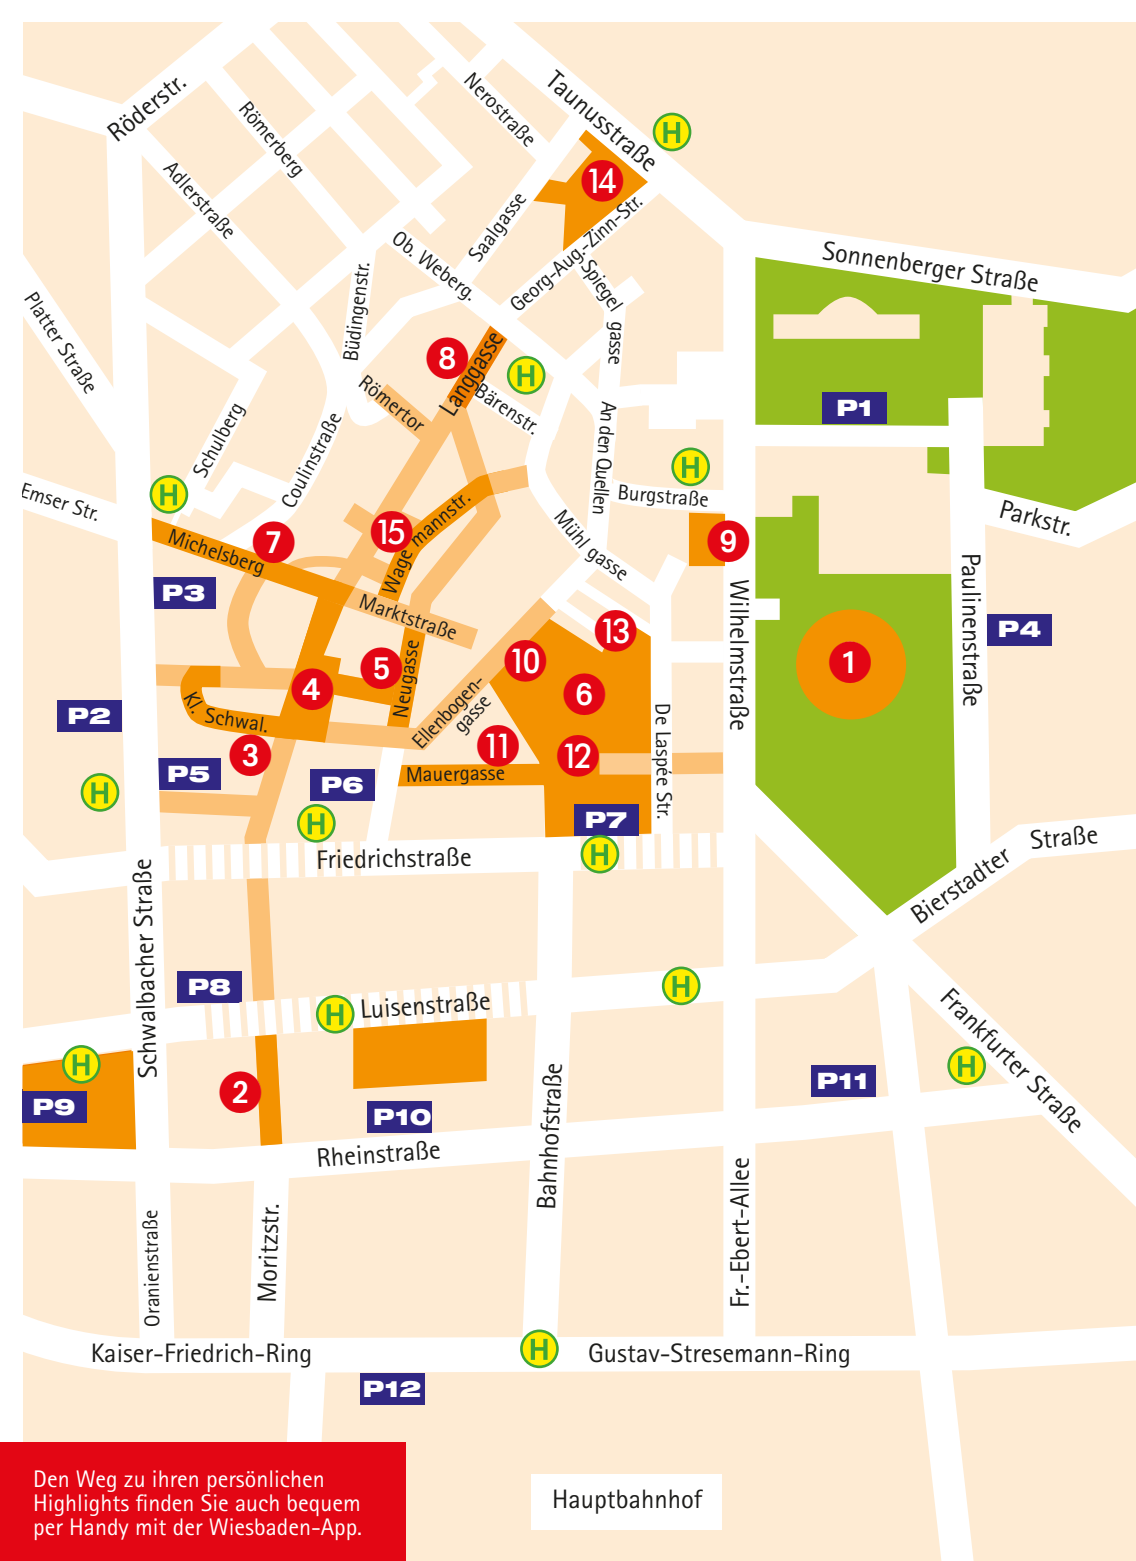 Taunusstraße
Nerostraße
Röderstr.
Römerberg
H
Adlerstraße
14
Saalgasse
Georg-Aug.-Zinn-Str.
Ob. Weberg.
Spiegel gasse
Sonnenberger Straße
Büdingenstr.
Platter Straße
8
Langgasse
H
Römertor
Bärenstr.
P1
An den Quellen
Schulberg
Coulinstraße
H
H
Burgstraße
Emser Str.
Wagemannstr.
Mühl gasse
Parkstr.
15
7
Michelsberg
9
P3
Marktstraße
Wilhelmstraße
Paulinenstraße
P4
13
10
5
1
4
6
Neugasse
Ellenbogen-
gasse
Kl. Schwal.
P2
3
11
12
De Laspée Str.
P5
P6
Mauergasse
H
H
P7
H
Friedrichstraße
Bierstadter Straße
Schwalbacher Straße
P8
H
H
Luisenstraße
Frankfurter Straße
H
H
P9
2
P10
P11
Bahnhofstraße
Rheinstraße
Oranienstraße
Moritzstr.
Fr.-Ebert-Allee
Kaiser-Friedrich-Ring
H
Gustav-Stresemann-Ring
P12
Den Weg zu ihren persönlichen
Highlights finden Sie auch bequem
per Handy mit der Wiesbaden-App.
Hauptbahnhof